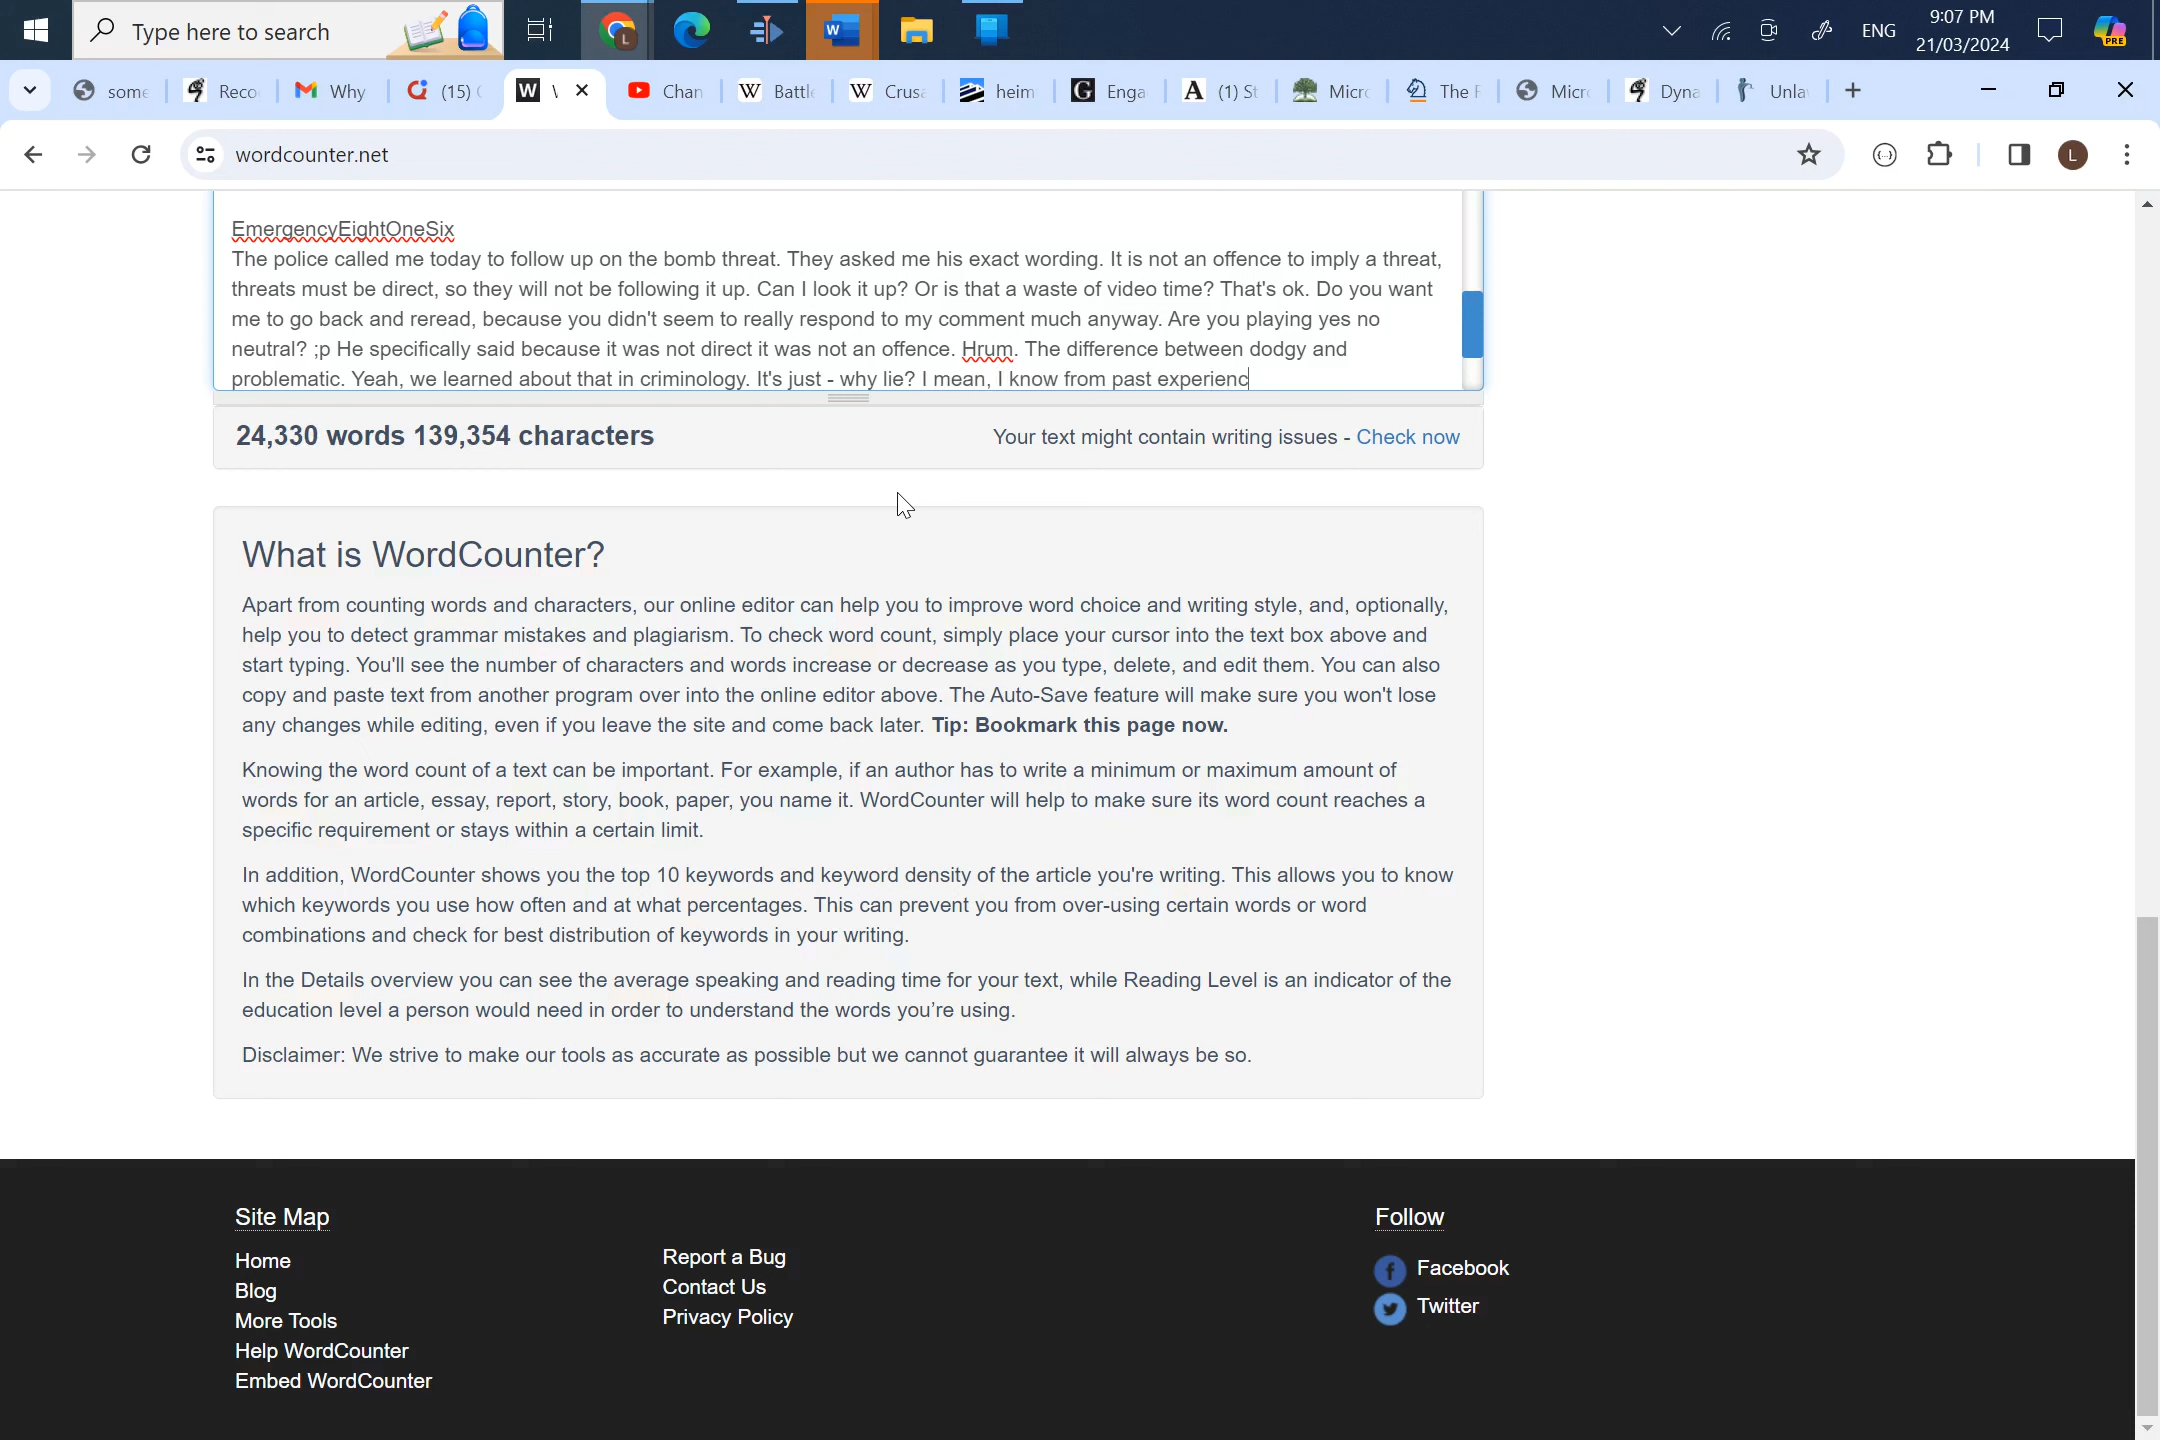 Type here to search
ENG
9:07 PM
21/03/2024
PRE
some
Reco
Why
(15)
Chan
Battl
Crus
heim
Enga
(1) St
Micr
The F
Micr
Dyna
Unla
wordcounter.net
L
EmergencyEightOneSix
The police called me today to follow up on the bomb threat. They asked me his exact wording. It is not an offence to imply a threat,
threats must be direct, so they will not be following it up. Can I look it up? Or is that a waste of video time? That's ok. Do you want
me to go back and reread, because you didn't seem to really respond to my comment much anyway. Are you playing yes no
neutral? ;p He specifically said because it was not direct it was not an offence. Hrum. The difference between dodgy and
problematic. Yeah, we learned about that in criminology. It's just - why lie? I mean, I know from past experienc
24,330 words 139,354 characters
Your text might contain writing issues - Check now
What is WordCounter?
Apart from counting words and characters, our online editor can help you to improve word choice and writing style, and, optionally,
help you to detect grammar mistakes and plagiarism. To check word count, simply place your cursor into the text box above and
start typing. You'll see the number of characters and words increase or decrease as you type, delete, and edit them. You can also
copy and paste text from another program over into the online editor above. The Auto-Save feature will make sure you won't lose
any changes while editing, even if you leave the site and come back later. Tip: Bookmark this page now.
Knowing the word count of a text can be important. For example, if an author has to write a minimum or maximum amount of
words for an article, essay, report, story, book, paper, you name it. WordCounter will help to make sure its word count reaches a
specific requirement or stays within a certain limit.
In addition, WordCounter shows you the top 10 keywords and keyword density of the article you're writing. This allows you to know
which keywords you use how often and at what percentages. This can prevent you from over-using certain words or word
combinations and check for best distribution of keywords in your writing.
In the Details overview you can see the average speaking and reading time for your text, while Reading Level is an indicator of the
education level a person would need in order to understand the words you’re using.
Disclaimer: We strive to make our tools as accurate as possible but we cannot guarantee it will always be so.
Site Map
Home
Blog
More Tools
Help WordCounter
Embed WordCounter
Report a Bug
Contact Us
Privacy Policy
Follow
Facebook
Twitter